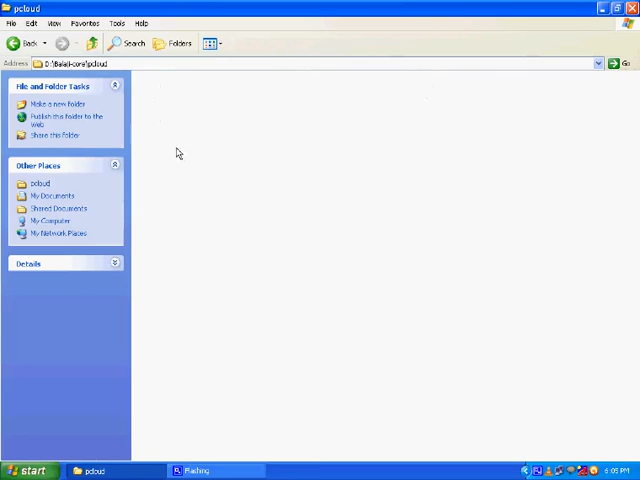 pcloud
File Edit View Favorites Tools Help
Back Search Folders
Address D:\Balaji-core\pcloud Go
File and Folder Tasks
Make a new folder
Publish this folder to the
Web
Share this folder
Other Places
pcloud
My Documents
Shared Documents
My Computer
My Network Places
Details
start pcloud Flashing 6:05 PM